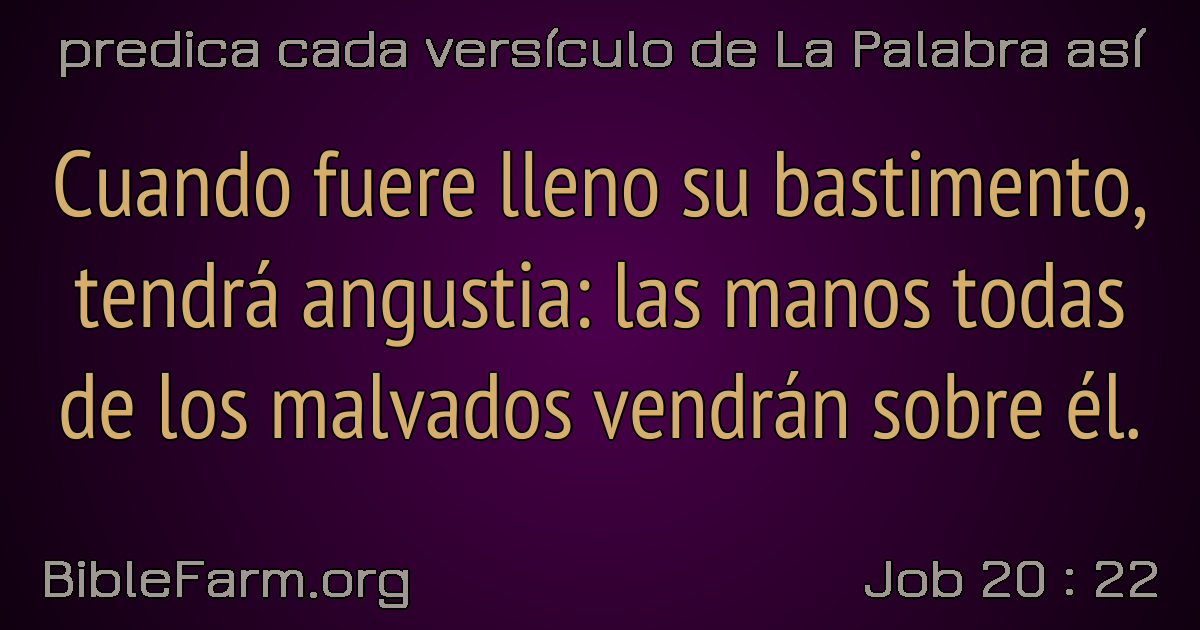 predica cada versículo de La Palabra así
Cuando fuere lleno su bastimento,
tendrá angustia: las manos todas
de los malvados vendrán sobre él.
BibleFarm.org
Job 20 : 22